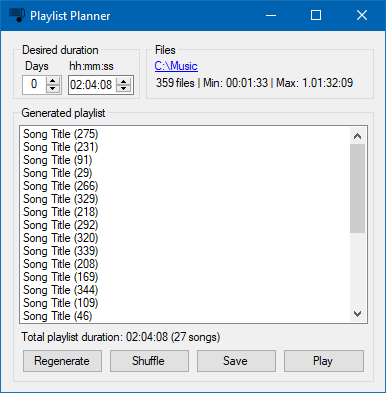 Playlist Planner
Desired duration
Days hh:mm:ss
0 02:04:08
Files
C:\Music
359 files | Min: 00:01:33 | Max: 1.01:32:09
Generated playlist
Song Title (275)
Song Title (231)
Song Title (91)
Song Title (29)
Song Title (266)
Song Title (329)
Song Title (218)
Song Title (292)
Song Title (320)
Song Title (339)
Song Title (208)
Song Title (169)
Song Title (344)
Song Title (109)
Song Title (46)
Total playlist duration: 02:04:08 (27 songs)
Regenerate Shuffle Save Play